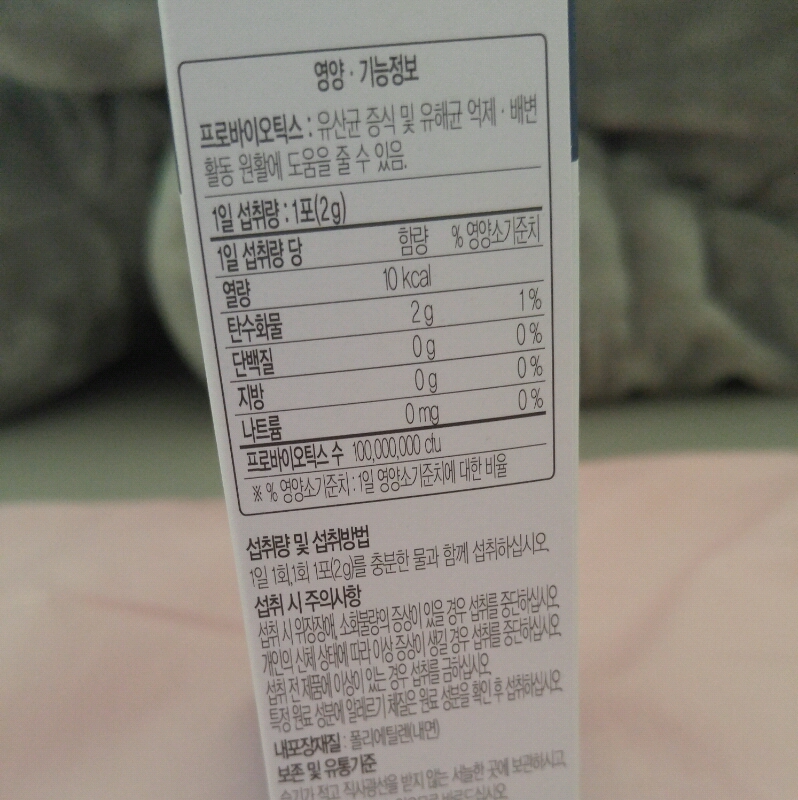 영양 · 기능정보
프로바이오틱스 : 유산균 증식 및 유해균 억제 · 배변
활동 원활에 도움을 줄 수 있음.
1일 섭취량 : 1포(2g)
1일 섭취량 당 함량 % 영양소기준치
열량 10 kcal
탄수화물 2 g 1 %
단백질 0 g 0 %
지방 0 g 0 %
나트륨 0 mg 0 %
프로바이오틱스 수 100,000,000 cfu
※ % 영양소기준치 : 1일 영양소기준치에 대한 비율
섭취량 및 섭취방법
1일 1회,1회 1포(2g)를 충분한 물과 함께 섭취하십시오.
섭취 시 주의사항
섭취 시 위장장애, 소화불량의 증상이 있을 경우 섭취를 중단하십시오.
개인의 신체 상태에 따라 이상 증상이 생길 경우 섭취를 중단하십시오.
섭취 전 제품에 이상이 있는 경우 섭취를 금하십시오.
특정 원료 성분에 알레르기 체질은 원료 성분을 확인 후 섭취하십시오.
내포장재질 : 폴리에틸렌(내면)
보존 및 유통기준
습기가 적고 직사광선을 받지 않는 서늘한 곳에 보관하시고,